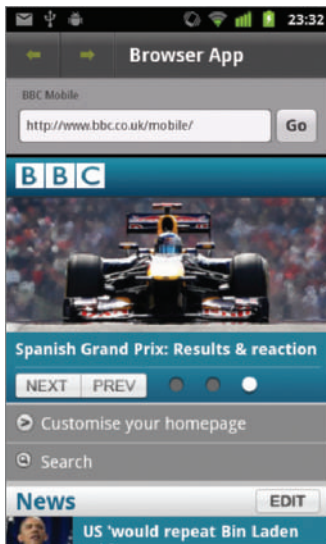 23:32
Browser App
BBC Mobile
http://www.bbc.co.uk/mobile/ Go
BBC
Spanish Grand Prix: Results & reaction
NEXT PREV
Customise your homepage
Search
News EDIT
US 'would repeat Bin Laden